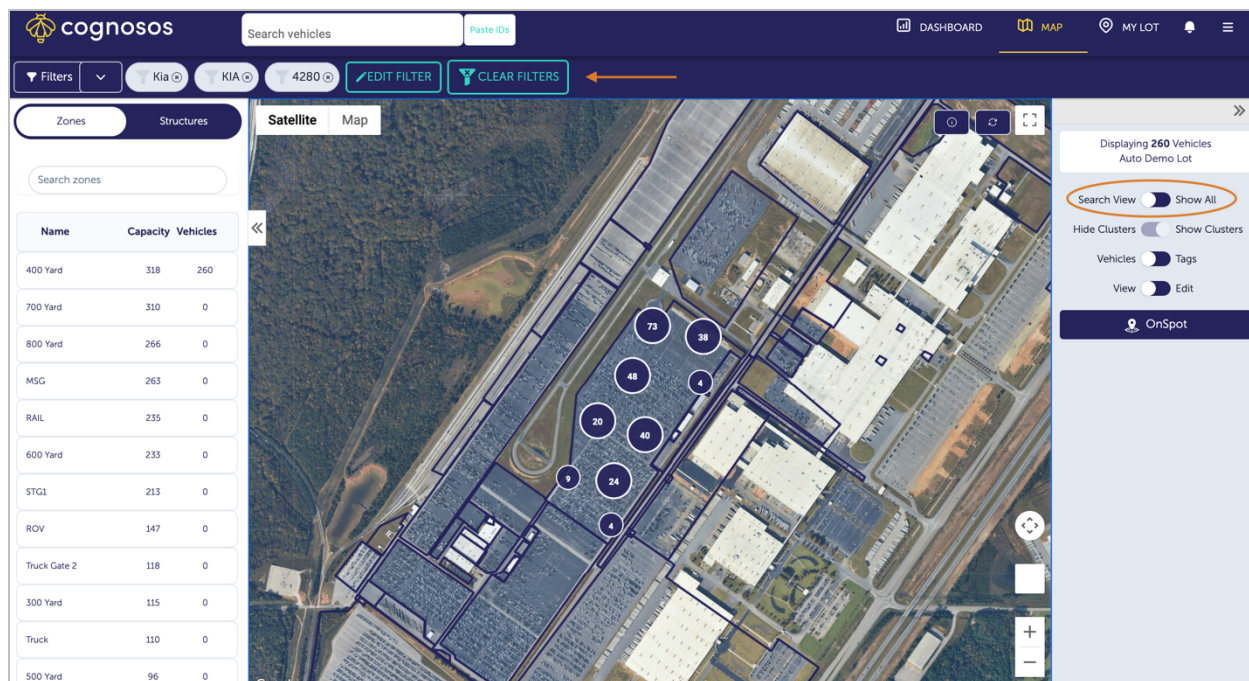 cognosos
Search vehicles
Paste IDs
DASHBOARD
MAP
MY LOT
Filters
Kia
KIA
4280
EDIT FILTER
CLEAR FILTERS
Zones
Structures
Search zones
Name Capacity Vehicles
400 Yard 318 260
700 Yard 310 0
800 Yard 266 0
MSG 263 0
RAIL 235 0
600 Yard 233 0
STG1 213 0
ROV 147 0
Truck Gate 2 118 0
300 Yard 115 0
Truck 110 0
500 Yard 96 0
Satellite Map
73
38
48
4
20
40
9
24
4
Displaying 260 Vehicles
Auto Demo Lot
Search View Show All
Hide Clusters Show Clusters
Vehicles Tags
View Edit
OnSpot